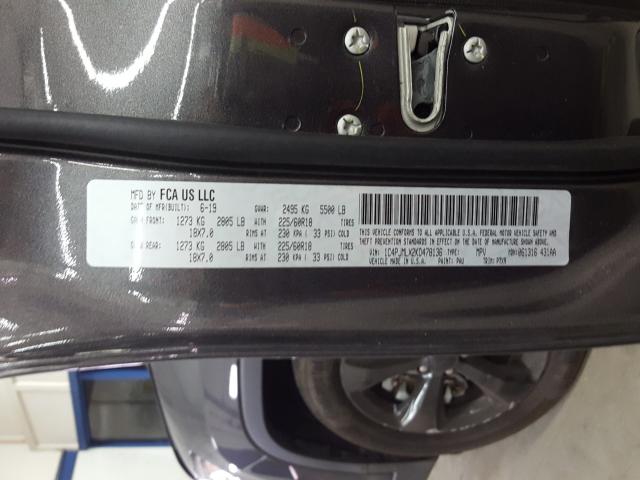 MFD BY FCA US LLC
DATE OF MFR(BUILT): 6-19 GVWR: 2495 KG 5500 LB
GAWR FRONT: 1273 KG 2805 LB WITH 225/60R18 TIRES
18X7.0 RIMS AT 230 KPA ( 33 PSI) COLD
GAWR REAR: 1273 KG 2805 LB WITH 225/60R18 TIRES
18X7.0 RIMS AT 230 KPA ( 33 PSI) COLD
THIS VEHICLE CONFORMS TO ALL APPLICABLE U.S.A. FEDERAL MOTOR VEHICLE SAFETY AND
THEFT PREVENTION STANDARDS IN EFFECT ON THE DATE OF MANUFACTURE SHOWN ABOVE.
VIN: 1C4PJMLX2KD478136 TYPE: MPV MDH: 061316 431AA
VEHICLE MADE IN U.S.A. PAINT: PAU TRIM: